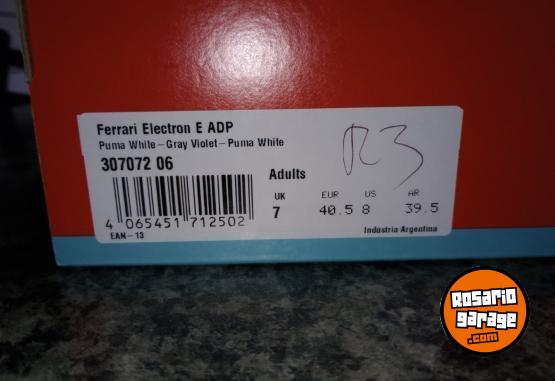 Ferrari Electron E ADP
Puma White – Gray Violet – Puma White
307072 06
R3
Adults
UK EUR US AR
7 40.5 8 39.5
4 065451 712502
EAN-13
Industria Argentina
Rosario
garage
.com